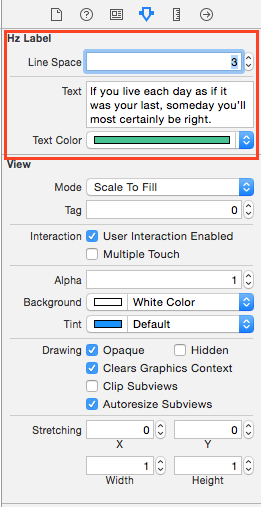 Hz Label
Line Space 3
Text If you live each day as if it
was your last, someday you'll
most certainly be right.
Text Color
View
Mode Scale To Fill
Tag 0
Interaction User Interaction Enabled
Multiple Touch
Alpha 1
Background White Color
Tint Default
Drawing Opaque Hidden
Clears Graphics Context
Clip Subviews
Autoresize Subviews
Stretching 0 0
X Y
1 1
Width Height